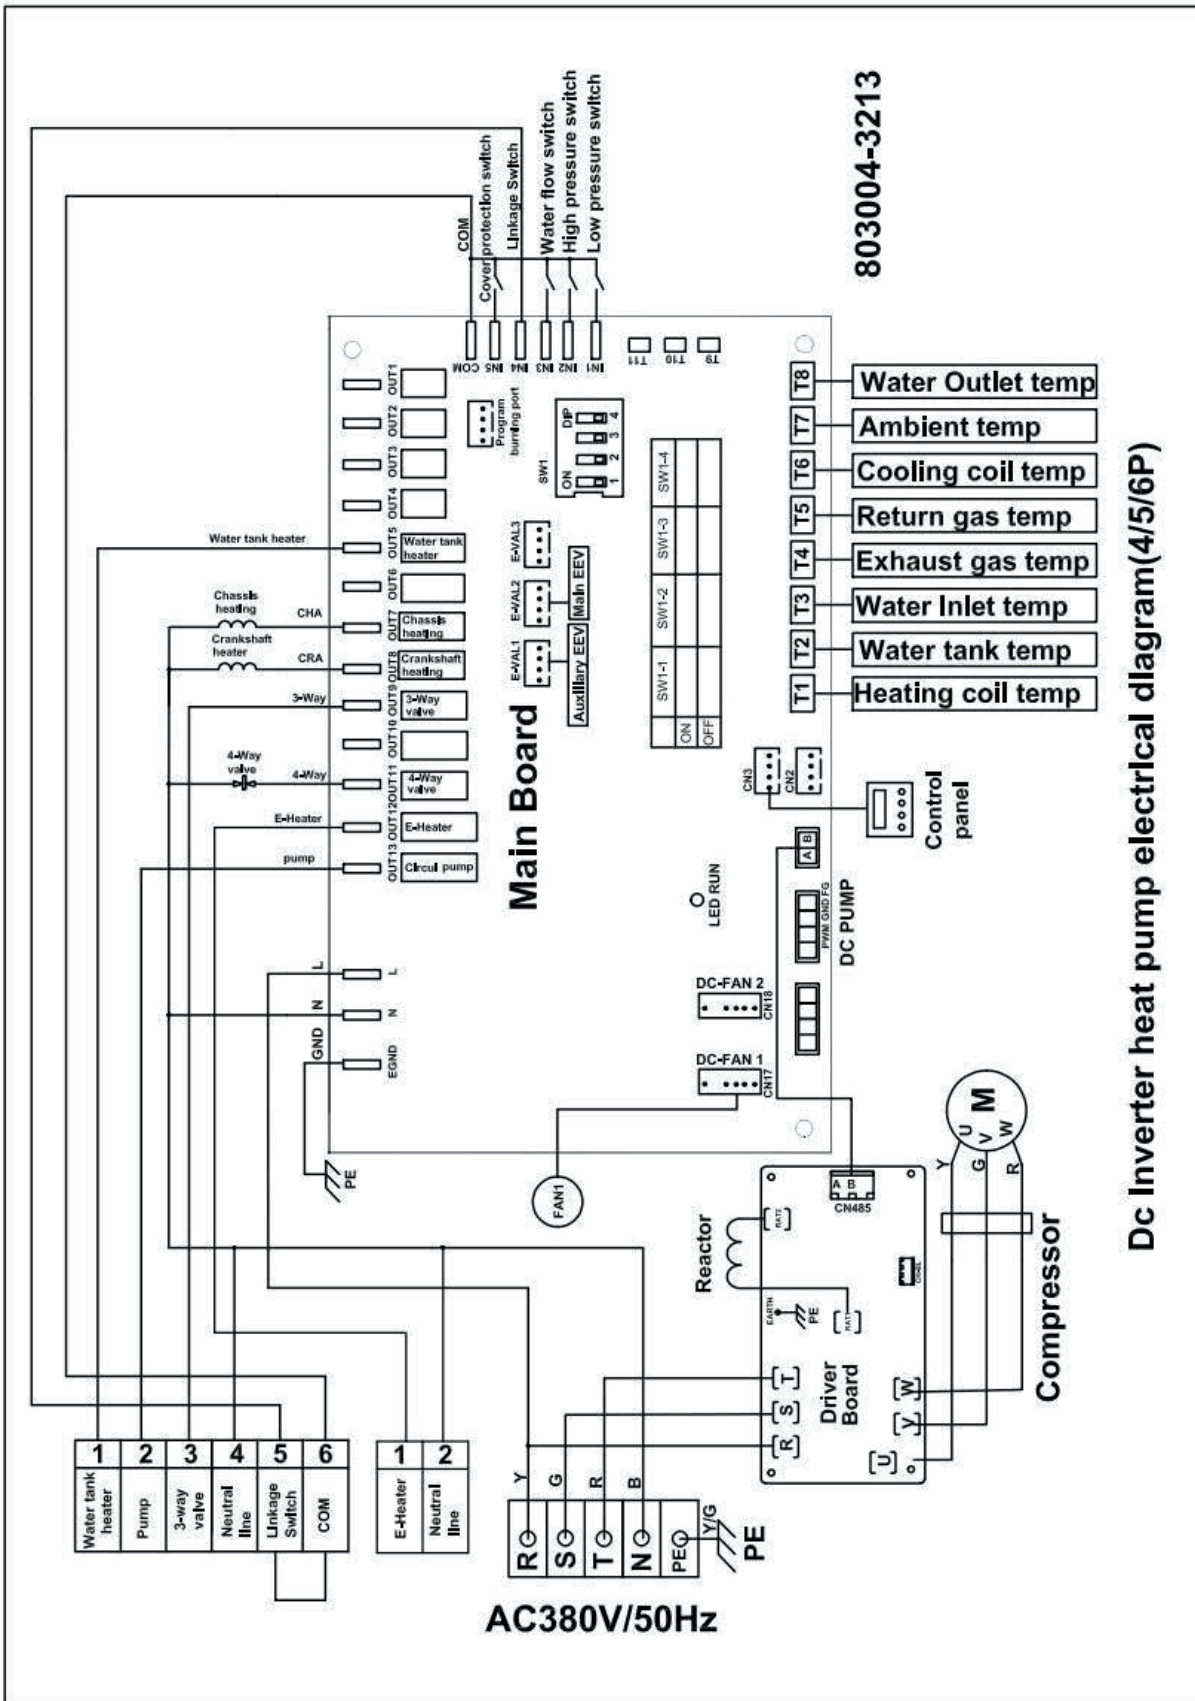 COM
Cover protection switch
Linkage Switch
Water flow switch
High pressure switch
Low pressure switch
803004-3213
OUT1
OUT2
OUT3
OUT4
OUT5
OUT6
OUT7
OUT8
OUT9
OUT10
OUT11
OUT12
OUT13
COM
IN5
IN4
IN3
IN2
IN1
T11
T10
T9
Program
burning port
SW1
ON
DIP
1
2
3
4
Water tank heater
Water tank
heater
Chassis
heating
CHA
Chassis
heating
Crankshaft
heater
CRA
Crankshaft
heating
3-Way
3-Way
valve
4-Way
valve
4-Way
4-Way
valve
E-Heater
E-Heater
pump
Circul pump
L
L
N
N
GND
EGND
PE
Main Board
E-VAL1
E-VAL2
E-VAL3
Auxiliary EEV
Main EEV
SW1-1
SW1-2
SW1-3
SW1-4
ON
OFF
T8
Water Outlet temp
T7
Ambient temp
T6
Cooling coil temp
T5
Return gas temp
T4
Exhaust gas temp
T3
Water Inlet temp
T2
Water tank temp
T1
Heating coil temp
CN3
CN2
Control
panel
A B
LED RUN
PWM GND FG
DC PUMP
DC-FAN 2
CN18
DC-FAN 1
CN17
FAN1
Reactor
RAT2
RAT1
EARTH
PE
A B
CN485
Driver
Board
T
S
R
W
V
U
M
U
V
W
Y
G
R
Compressor
1
2
3
4
5
6
Water tank
heater
Pump
3-way
valve
Neutral
line
Linkage
Switch
COM
1
2
E-Heater
Neutral
line
Y
G
R
B
R
S
T
N
PE
Y/G
PE
AC380V/50Hz
Dc Inverter heat pump electrical diagram(4/5/6P)